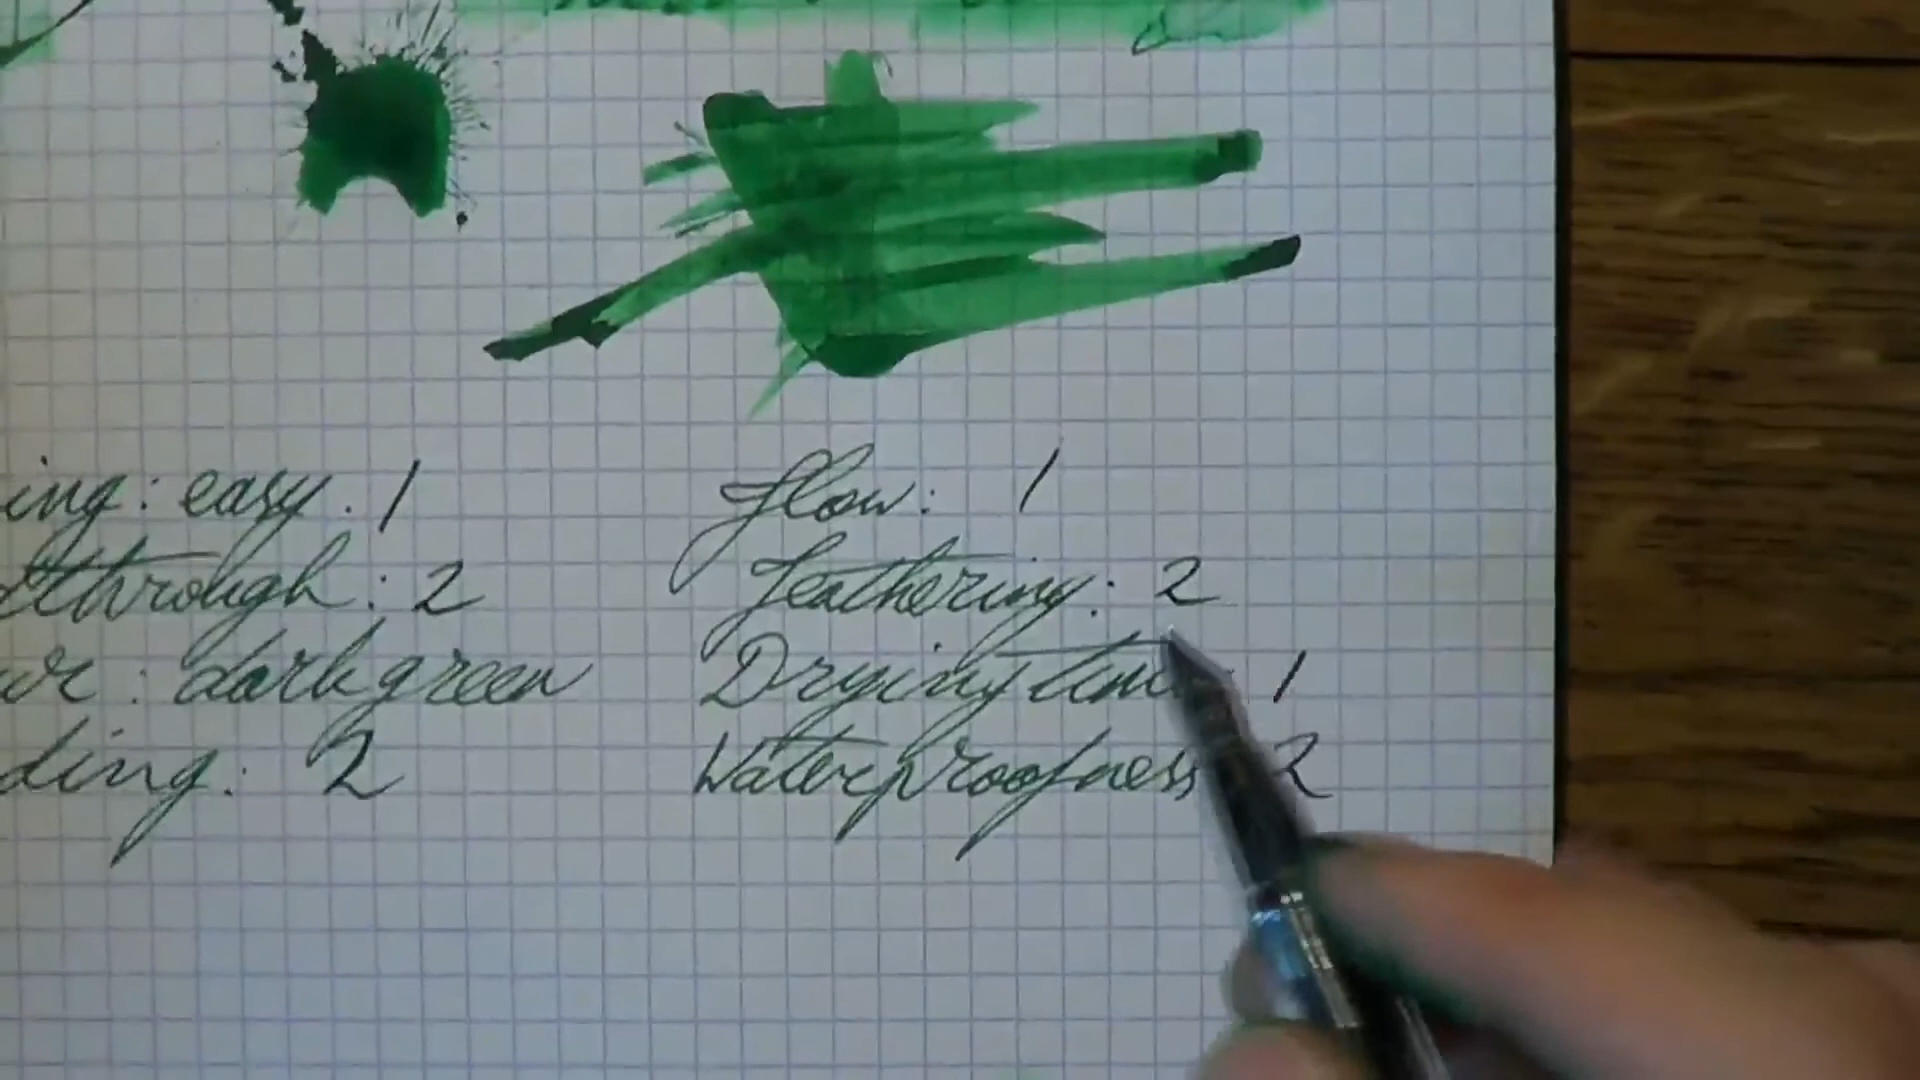 ing: easy. 1
through: 2
dark green
ding: 2
Flow: 1
Feathering: 2
Drying time: 1
Waterproofness 2